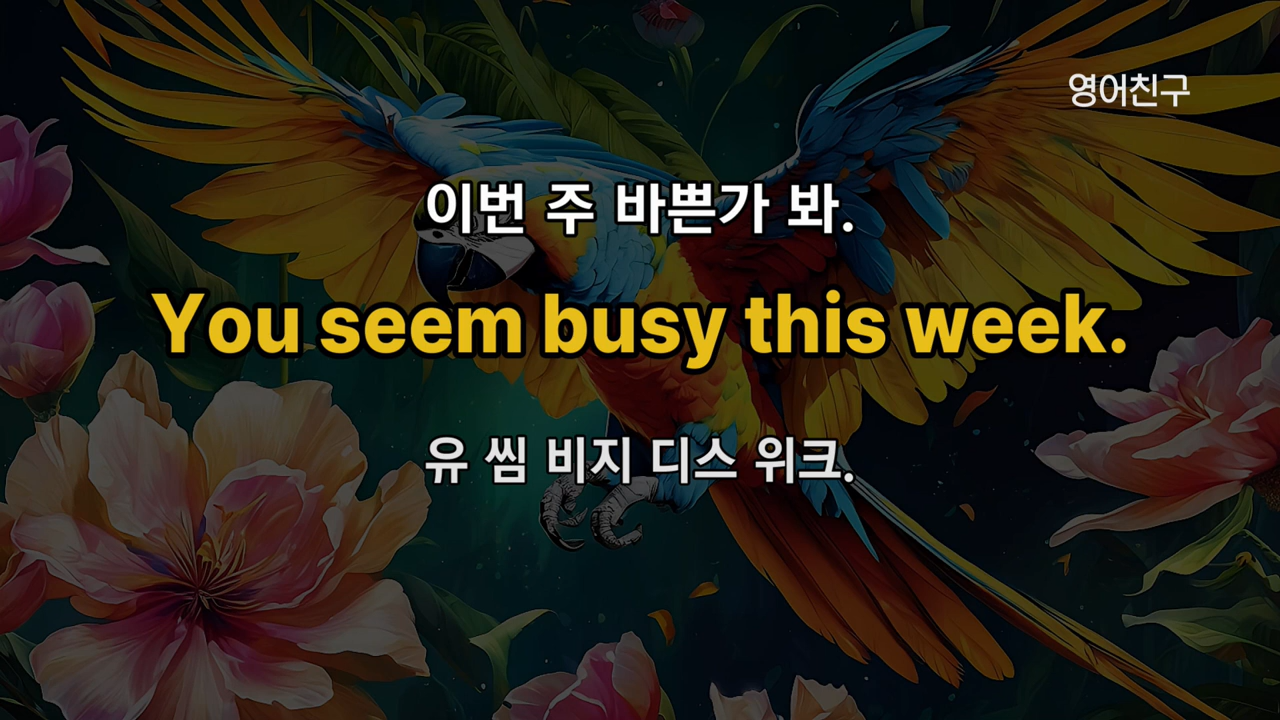 영어친구
이번 주 바쁜가 봐.
You seem busy this week.
유 씸 비지 디스 위크.